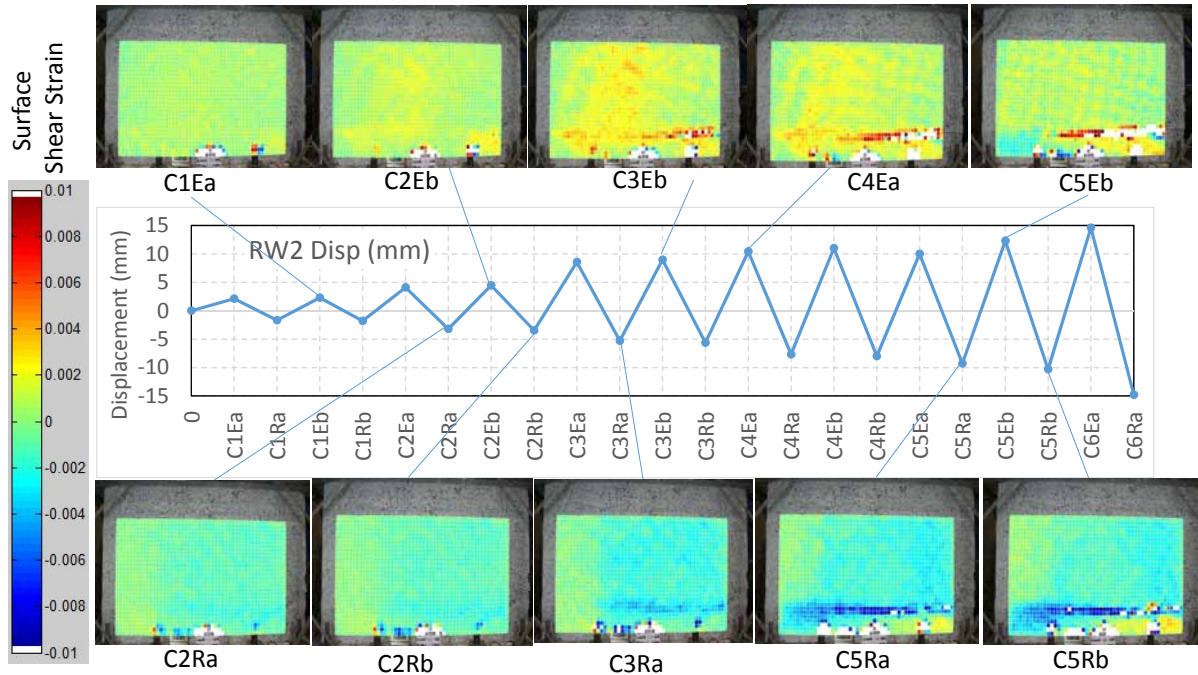 Surface
Shear Strain
C1Ea
C2Eb
C3Eb
C4Ea
C5Eb
0.01
0.008
0.006
0.004
0.002
0
-0.002
-0.004
-0.006
-0.008
-0.01
RW2 Disp (mm)
Displacement (mm)
15
10
5
0
-5
-10
-15
0
C1Ea
C1Ra
C1Eb
C1Rb
C2Ea
C2Ra
C2Eb
C2Rb
C3Ea
C3Ra
C3Eb
C3Rb
C4Ea
C4Ra
C4Eb
C4Rb
C5Ea
C5Ra
C5Eb
C5Rb
C6Ea
C6Ra
C2Ra
C2Rb
C3Ra
C5Ra
C5Rb